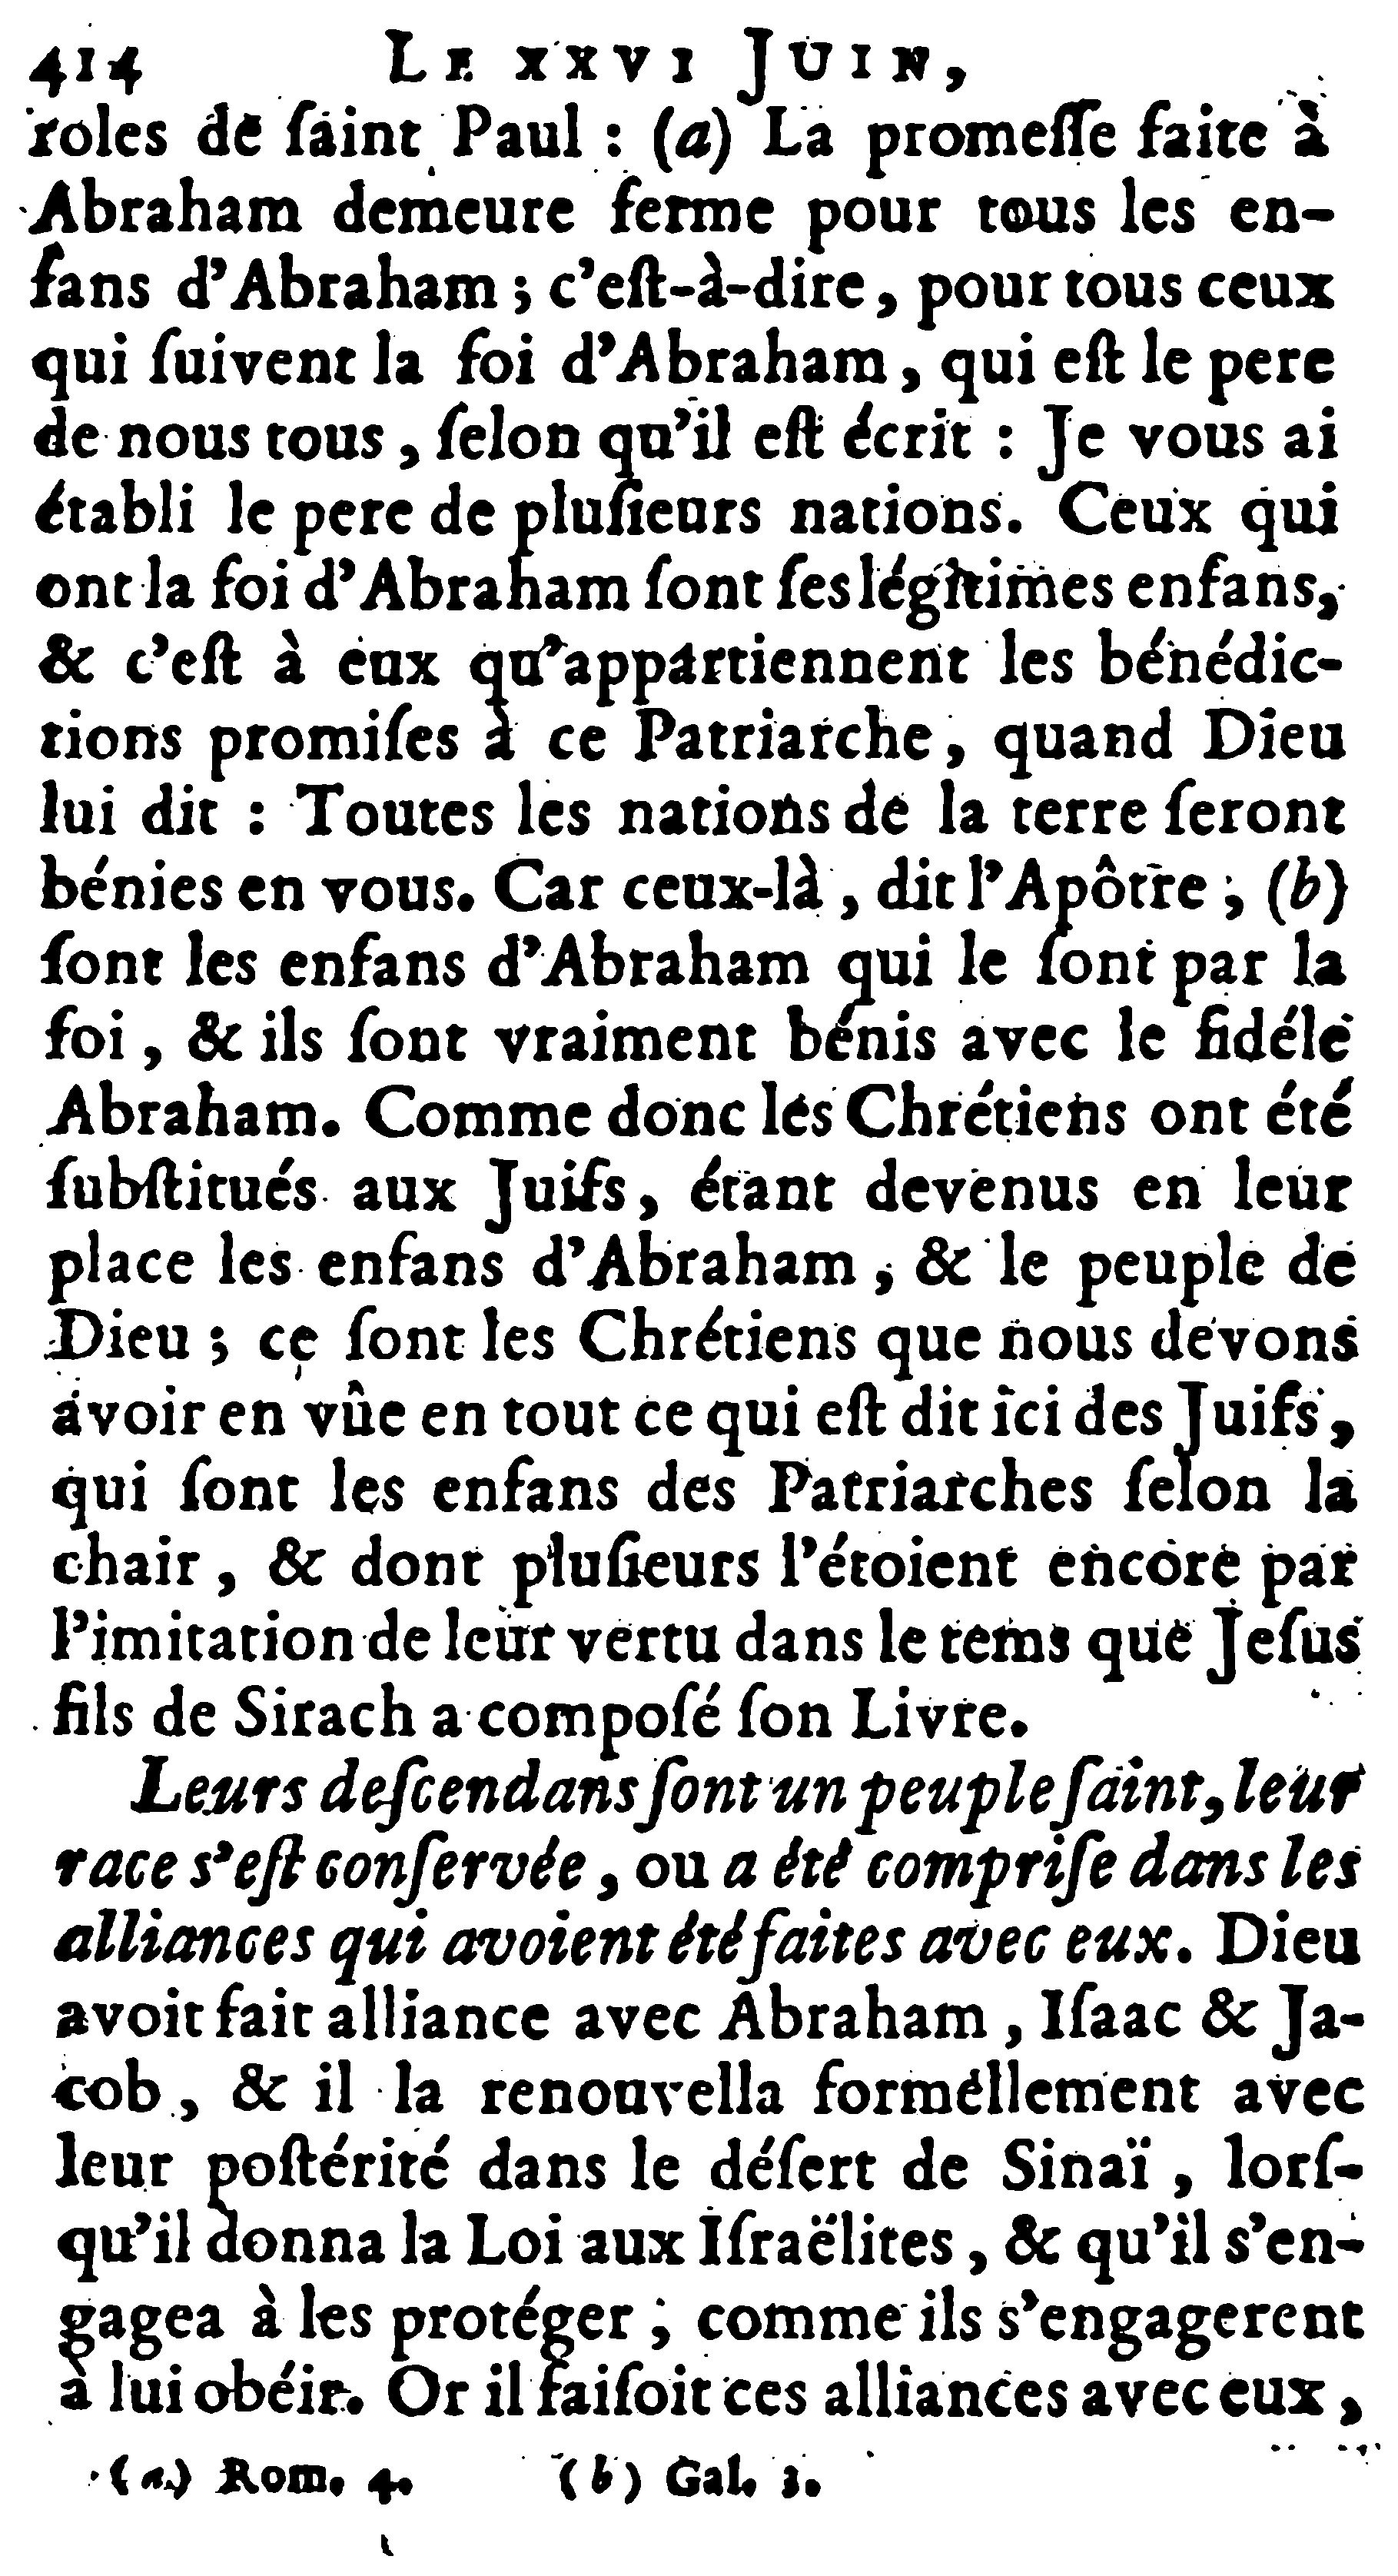 414 LE XXVI JUIN,
roles de ſaint Paul : (a) La promeſſe faite à
Abraham demeure ferme pour tous les en-
fans d'Abraham ; c'eſt-à-dire, pour tous ceux
qui ſuivent la foi d'Abraham, qui eſt le pere
de nous tous, ſelon qu'il eſt écrit : Je vous ai
établi le pere de pluſieurs nations. Ceux qui
ont la foi d'Abraham ſont ſes légitimes enfans,
& c'eſt à eux qu'appartiennent les bénédic-
tions promiſes à ce Patriarche, quand Dieu
lui dit : Toutes les nations de la terre ſeront
bénies en vous. Car ceux-là, dit l'Apôtre ; (b)
ſont les enfans d'Abraham qui le ſont par la
foi, & ils ſont vraiment bénis avec le fidéle
Abraham. Comme donc les Chrétiens ont été
ſubſtitués aux Juifs, étant devenus en leur
place les enfans d'Abraham, & le peuple de
Dieu ; ce ſont les Chrétiens que nous devons
avoir en vûe en tout ce qui eſt dit ici des Juifs,
qui ſont les enfans des Patriarches ſelon la
chair, & dont pluſieurs l'étoient encore par
l'imitation de leur vertu dans le tems que Jeſus
fils de Sirach a compoſé ſon Livre.
Leurs deſcendans ſont un peuple ſaint, leur
race s'eſt conſervée, ou a été compriſe dans les
alliances qui avoient été faites avec eux. Dieu
avoit fait alliance avec Abraham, Iſaac & Ja-
cob, & il la renouvella formellement avec
leur poſtérité dans le déſert de Sinaï, lorſ-
qu'il donna la Loi aux Iſraëlites, & qu'il s'en-
gagea à les protéger ; comme ils s'engagerent
à lui obéir. Or il faiſoit ces alliances avec eux,
(a) Rom. 4. (b) Gal. 3.